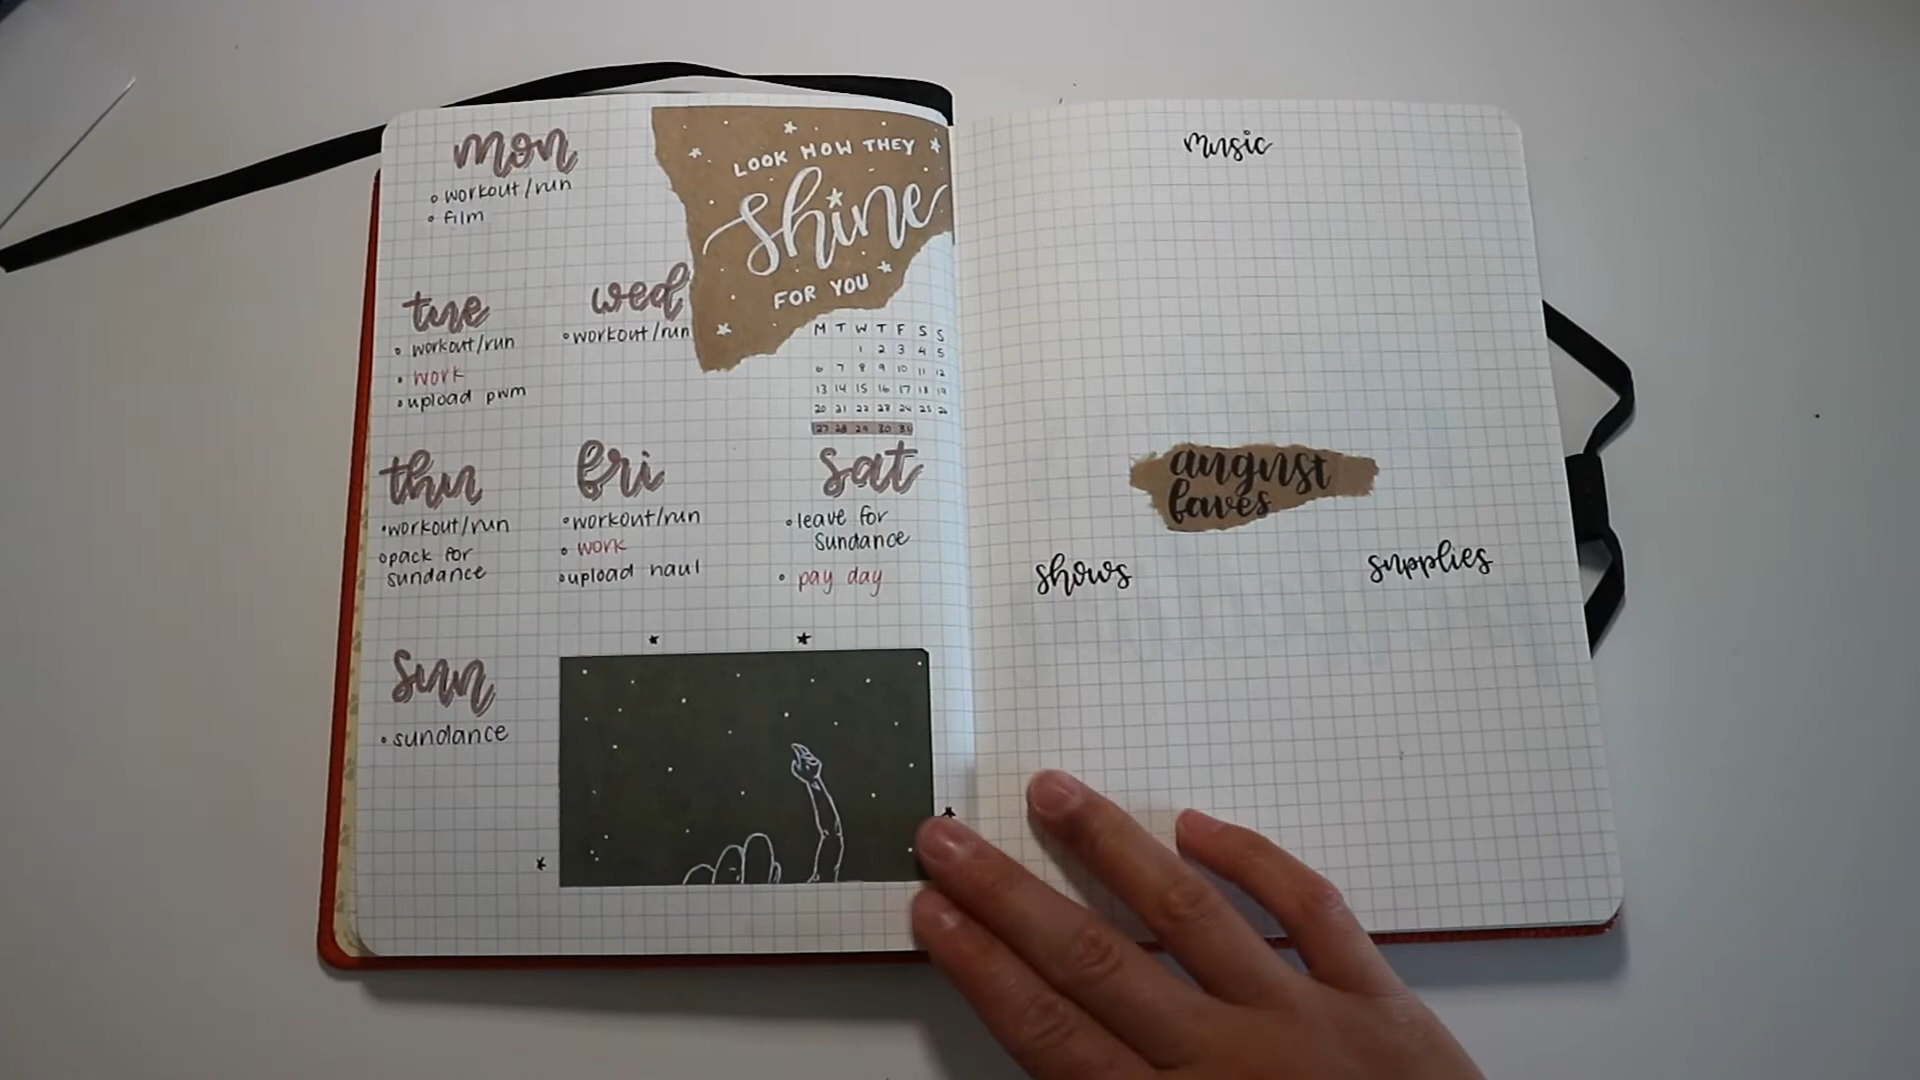 mon
workout/run
film
LOOK HOW THEY
shine
FOR YOU
tue
workout/run
work
upload pwm
wed
workout/run
M T W T F S S
1 2 3 4 5
6 7 8 9 10 11 12
13 14 15 16 17 18 19
20 21 22 23 24 25 26
27 28 29 30 31
thu
workout/run
pack for
sundance
fri
workout/run
work
upload haul
sat
leave for
sundance
pay day
sun
sundance
music
august
faves
shows
supplies